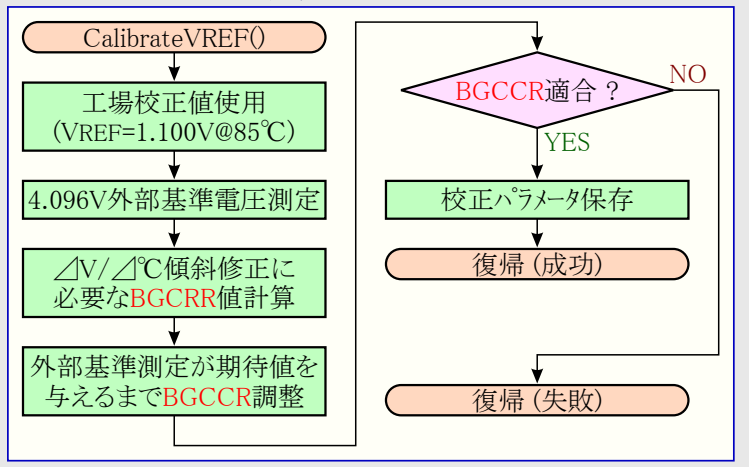 CalibrateVREF()
工場校正値使用
(VREF=1.100V@85℃)
4.096V外部基準電圧測定
⊿V/⊿℃傾斜修正に
必要なBGCRR値計算
外部基準測定が期待値を
与えるまでBGCCR調整
BGCCR適合？
NO
YES
校正ﾊﾟﾗﾒｰﾀ保存
復帰 (成功)
復帰 (失敗)